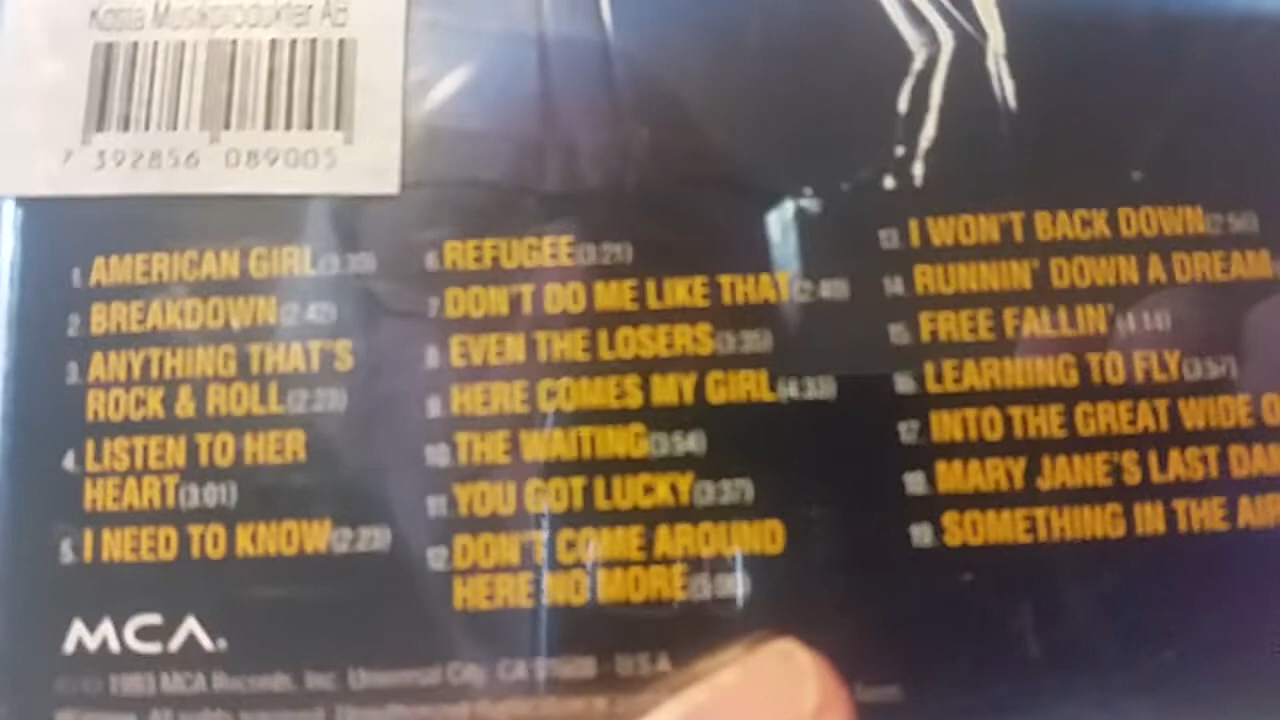 Kosta Musikprodukter AB
7 392856 089005
1. AMERICAN GIRL (3:30)
2. BREAKDOWN (2:42)
3. ANYTHING THAT'S
ROCK & ROLL (2:23)
4. LISTEN TO HER
HEART (3:01)
5. I NEED TO KNOW (2:23)
6. REFUGEE (3:21)
7. DON'T DO ME LIKE THAT (2:40)
8. EVEN THE LOSERS (3:35)
9. HERE COMES MY GIRL (4:33)
10. THE WAITING (3:54)
11. YOU GOT LUCKY (3:37)
12. DON'T COME AROUND
HERE NO MORE
13. I WON'T BACK DOWN (2:56)
14. RUNNIN' DOWN A DREAM
15. FREE FALLIN' (4:14)
16. LEARNING TO FLY (3:57)
17. INTO THE GREAT WIDE O
18. MARY JANE'S LAST DAN
19. SOMETHING IN THE AIR
MCA
1993 MCA Records, Inc. Universal City, CA U.S.A.